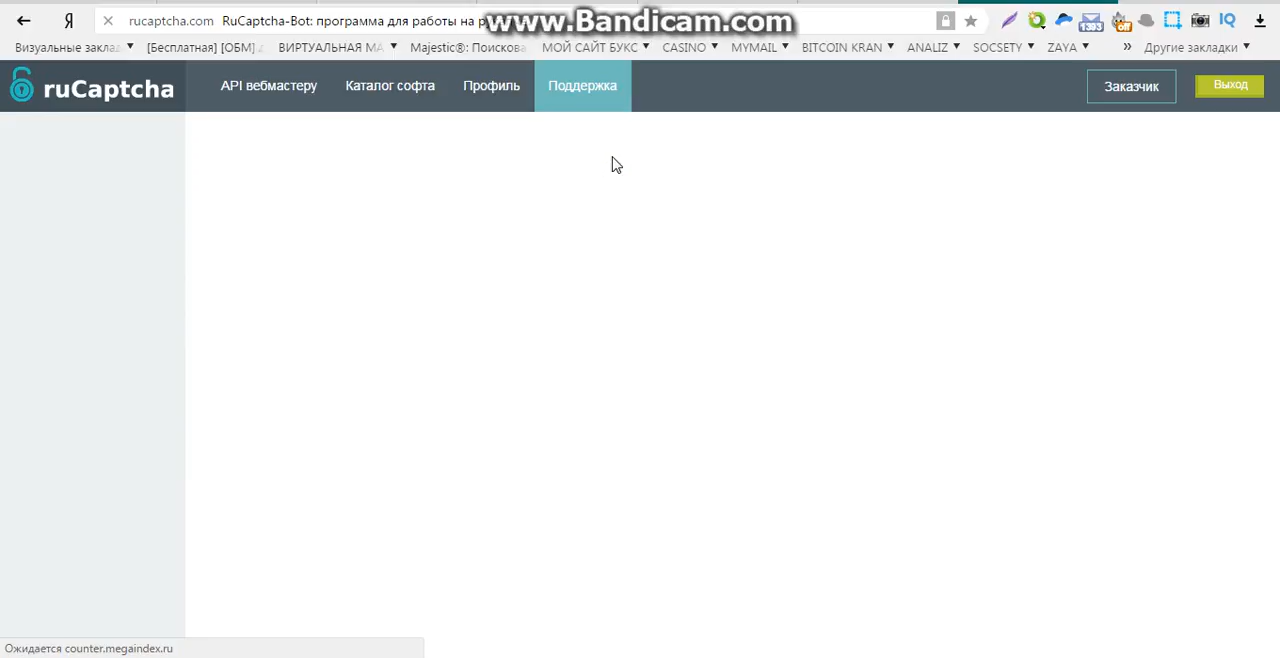 www.Bandicam.com
Я rucaptcha.com RuCaptcha-Bot: программа для работы на
Визуальные заклад [Бесплатная] [ОБМ] ВИРТУАЛЬНАЯ МА Majestic®: Поискова МОЙ САЙТ БУКС CASINO MYMAIL BITCOIN KRAN ANALIZ SOCSETY ZAYA » Другие закладки
ruCaptcha API вебмастеру Каталог софта Профиль Поддержка Заказчик Выход
Ожидается counter.megaindex.ru